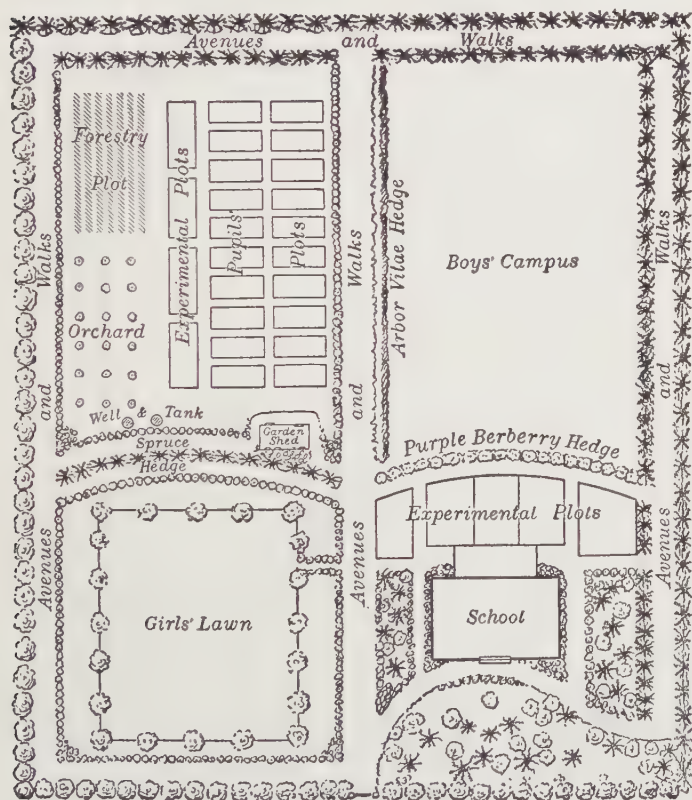 Avenues and Walks
Forestry
Plot
Experimental Plots
Pupils'
Plots
Walks
and
Avenues
Orchard
Well & Tank
Garden
Shed
Spruce
Hedge
Walks
and
Avenues
Arbor Vitae Hedge
Boys' Campus
Walks
and
Avenues
Purple Berberry Hedge
Experimental Plots
Girls' Lawn
School